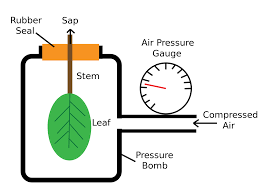 Rubber
Seal
Sap
Air Pressure
Gauge
Stem
Compressed
Air
Leaf
Pressure
Bomb